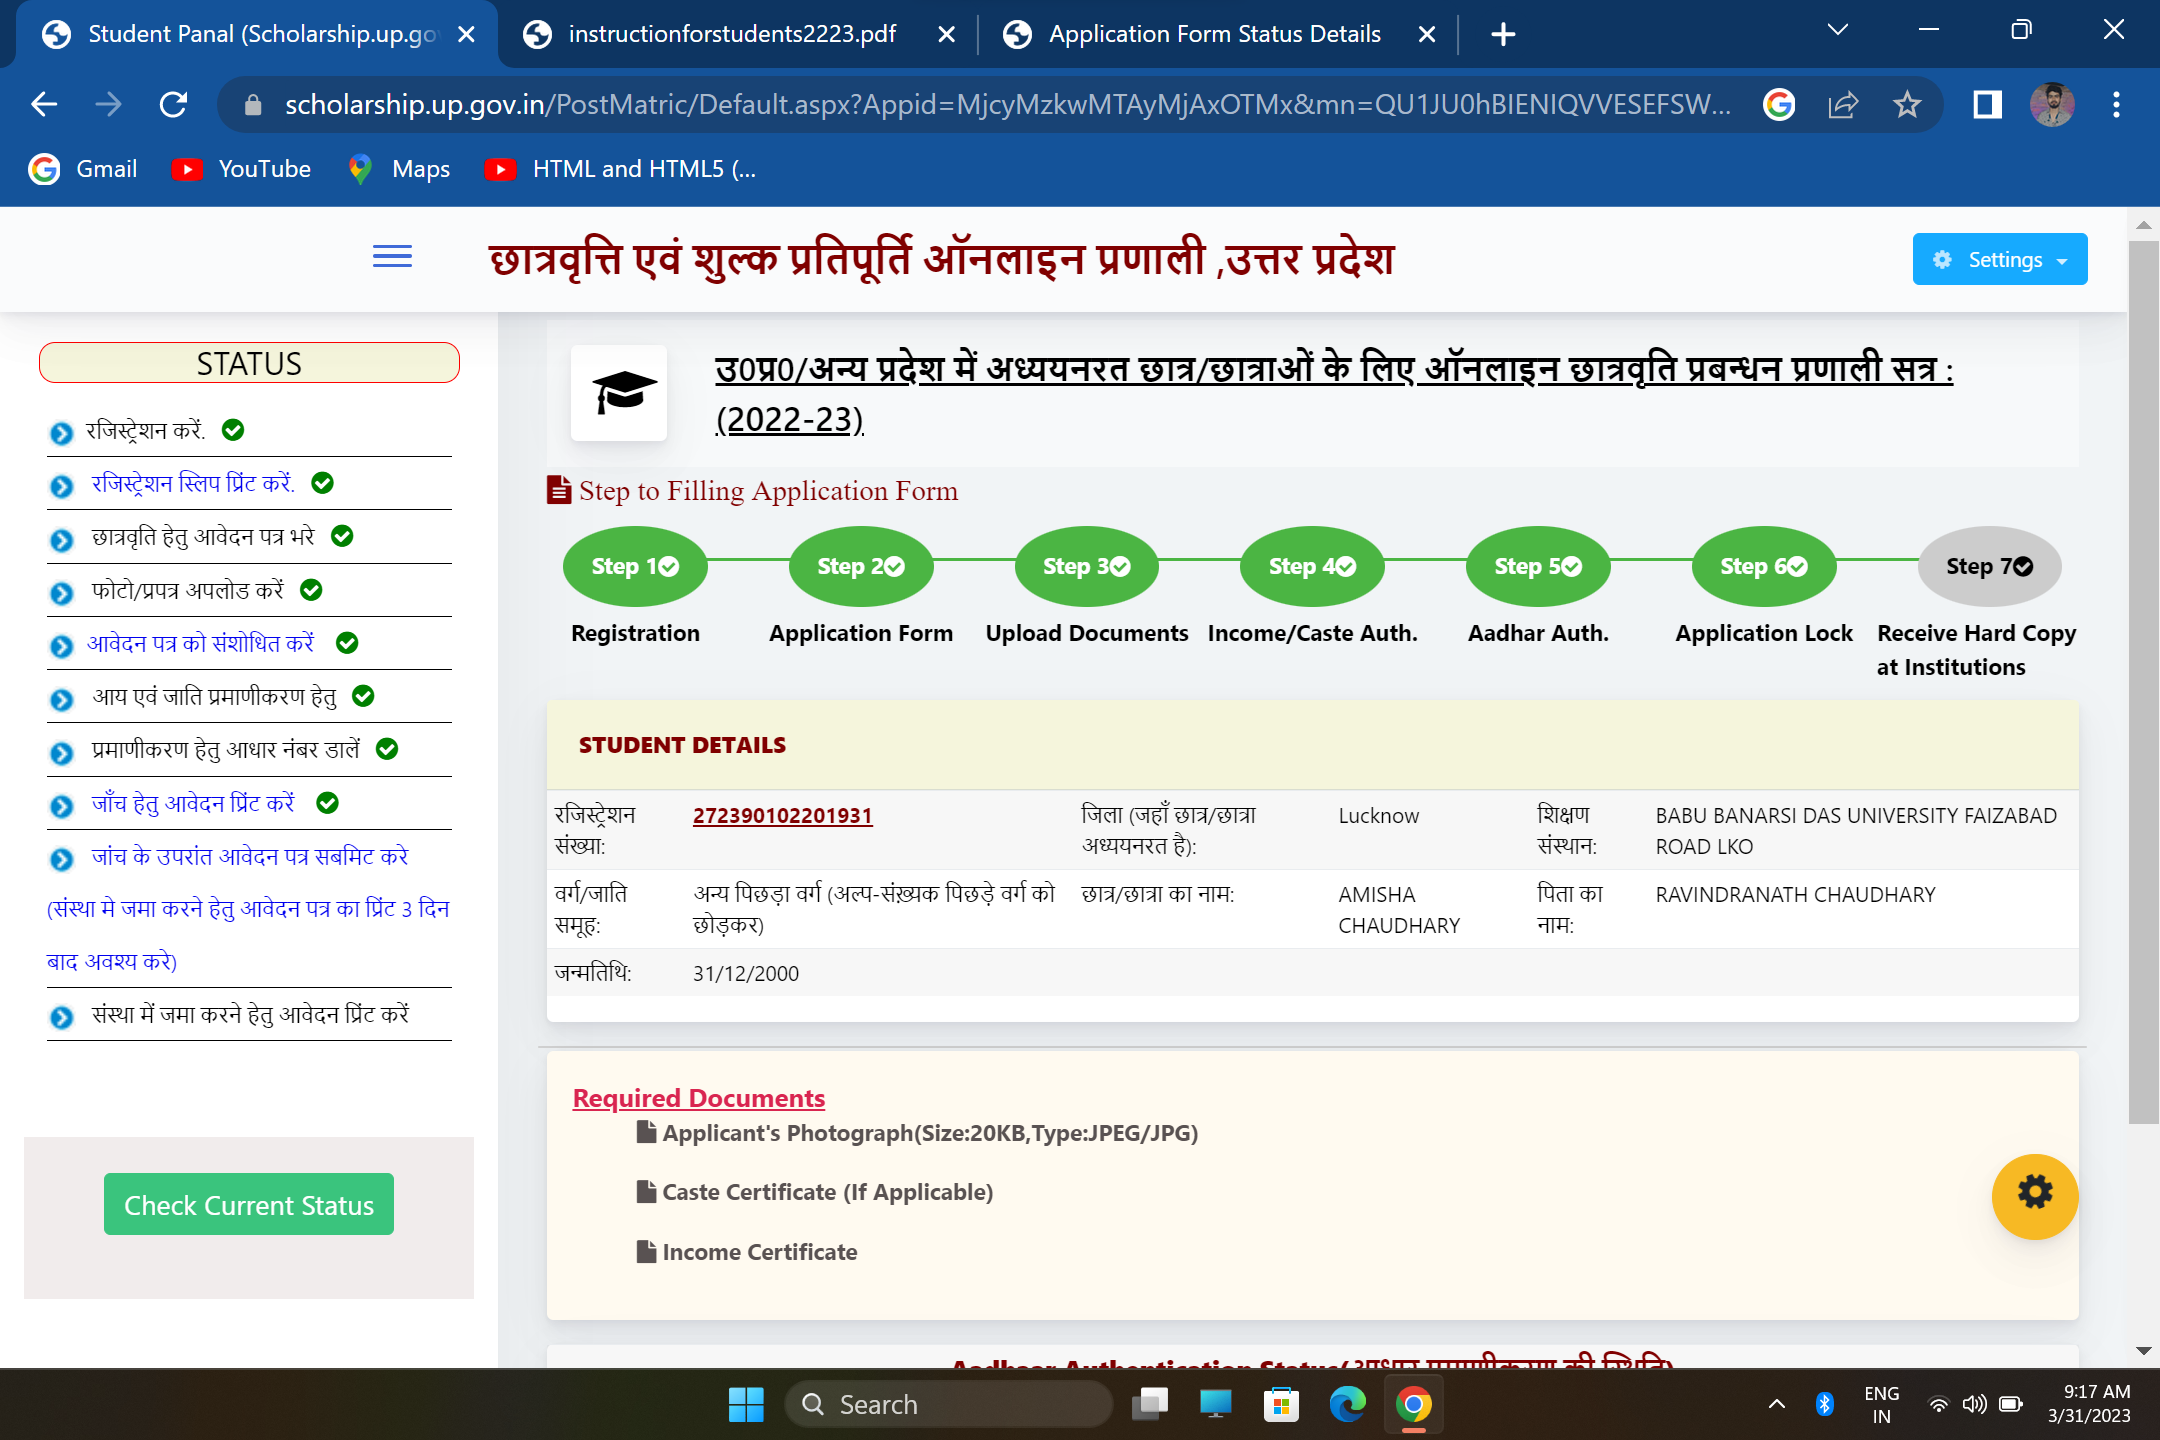 Student Panal (Scholarship.up.go
instructionforstudents2223.pdf
Application Form Status Details
scholarship.up.gov.in/PostMatric/Default.aspx?Appid=MjcyMzkwMTAyMjAxOTMx&mn=QU1JU0hBIENIQVVESEFSW...
Gmail
YouTube
Maps
HTML and HTML5 (...
छात्रवृत्ति एवं शुल्क प्रतिपूर्ति ऑनलाइन प्रणाली ,उत्तर प्रदेश
Settings
STATUS
रजिस्ट्रेशन करें.
रजिस्ट्रेशन स्लिप प्रिंट करें.
छात्रवृति हेतु आवेदन पत्र भरे
फोटो/प्रपत्र अपलोड करें
आवेदन पत्र को संशोधित करें
आय एवं जाति प्रमाणीकरण हेतु
प्रमाणीकरण हेतु आधार नंबर डालें
जाँच हेतु आवेदन प्रिंट करें
जांच के उपरांत आवेदन पत्र सबमिट करे
(संस्था मे जमा करने हेतु आवेदन पत्र का प्रिंट 3 दिन
बाद अवश्य करे)
संस्था में जमा करने हेतु आवेदन प्रिंट करें
Check Current Status
उ0प्र0/अन्य प्रदेश में अध्ययनरत छात्र/छात्राओं के लिए ऑनलाइन छात्रवृति प्रबन्धन प्रणाली सत्र :
(2022-23)
Step to Filling Application Form
Step 1
Step 2
Step 3
Step 4
Step 5
Step 6
Step 7
Registration
Application Form
Upload Documents
Income/Caste Auth.
Aadhar Auth.
Application Lock
Receive Hard Copy
at Institutions
STUDENT DETAILS
रजिस्ट्रेशन
संख्या:
272390102201931
जिला (जहाँ छात्र/छात्रा
अध्ययनरत है):
Lucknow
शिक्षण
संस्थान:
BABU BANARSI DAS UNIVERSITY FAIZABAD
ROAD LKO
वर्ग/जाति
समूह:
अन्य पिछड़ा वर्ग (अल्प-संख़्यक पिछड़े वर्ग को
छोड़कर)
छात्र/छात्रा का नाम:
AMISHA
CHAUDHARY
पिता का
नाम:
RAVINDRANATH CHAUDHARY
जन्मतिथि:
31/12/2000
Required Documents
Applicant's Photograph(Size:20KB,Type:JPEG/JPG)
Caste Certificate (If Applicable)
Income Certificate
Aadhaar Authentication Status(आधार प्रमाणीकरण की स्थिति)
Search
ENG
IN
9:17 AM
3/31/2023